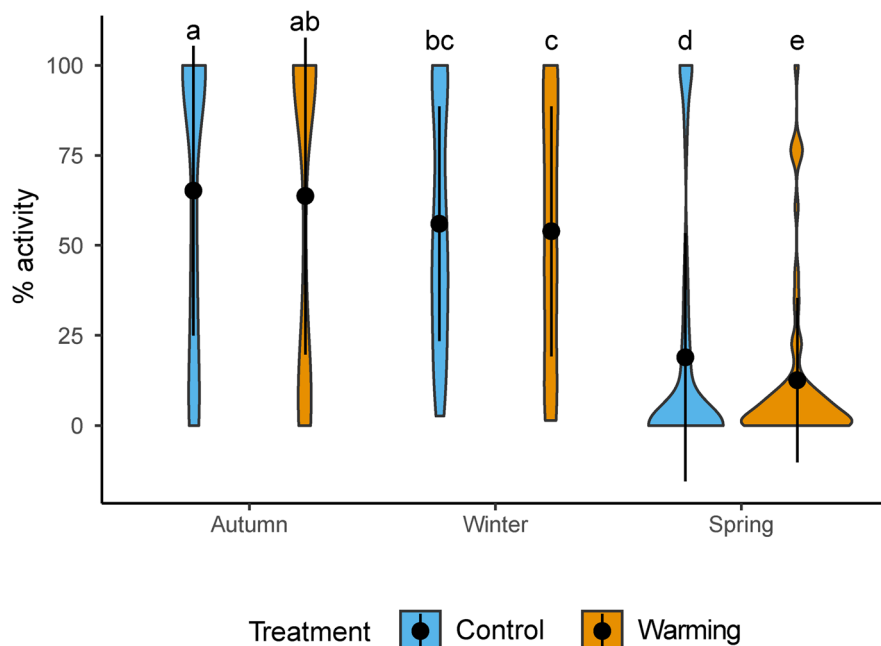 a ab bc c d e
100
75
50
25
0
% activity
Autumn Winter Spring
Treatment Control Warming